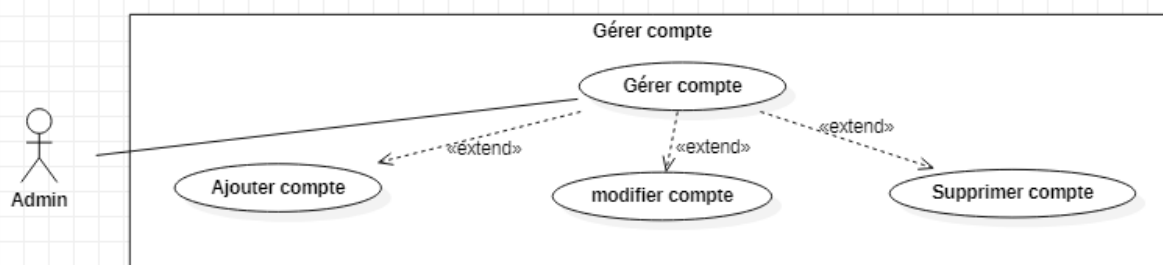 Gérer compte
Gérer compte
«extend»
«extend»
«extend»
Admin
Ajouter compte
modifier compte
Supprimer compte